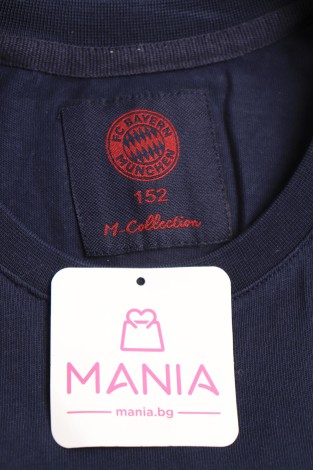 FC BAYERN
MÜNCHEN
152
M-Collection
MANIA
mania.bg